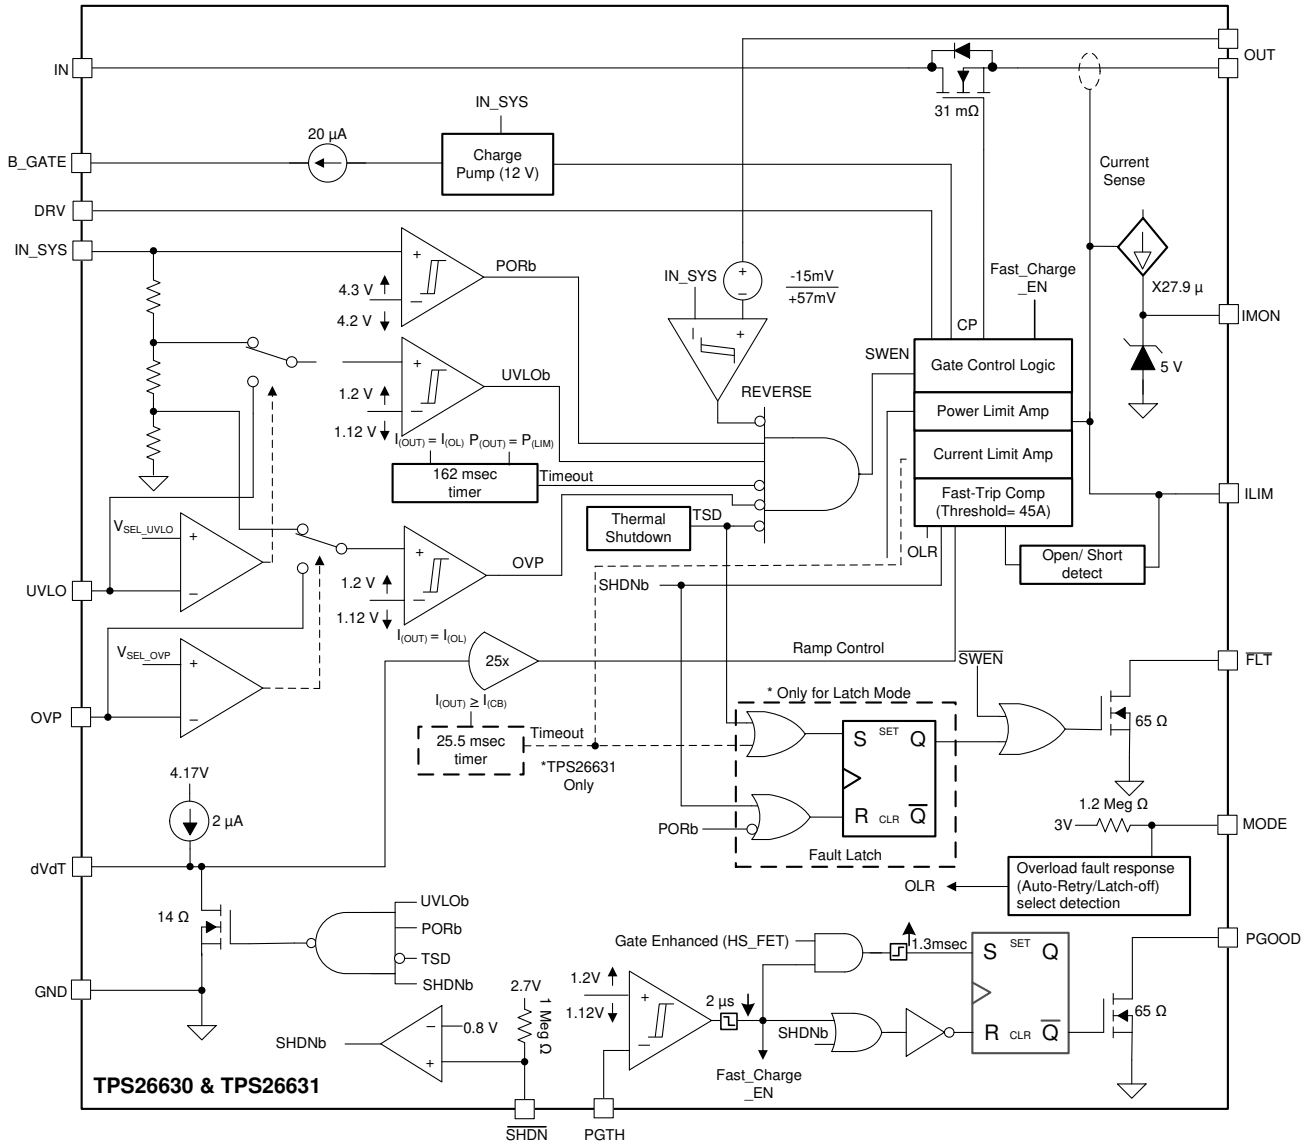 OUT
IN
31 mΩ
IN_SYS
20 µA
B_GATE
Charge
Pump (12 V)
Current
Sense
DRV
IN_SYS
+
PORb
4.3 V
–
4.2 V
IN_SYS
+
–
-15mV
+57mV
Fast_Charge
_EN
X27.9 µ
IMON
CP
5 V
+
UVLOb
1.2 V
–
1.12 V
–
+
SWEN
Gate Control Logic
REVERSE
Power Limit Amp
I(OUT) = I(OL)
P(OUT) = P(LIM)
162 msec
timer
Timeout
Current Limit Amp
ILIM
Fast-Trip Comp
(Threshold= 45A)
Thermal
Shutdown
TSD
VSEL_UVLO
+
–
OLR
Open/ Short
detect
+
OVP
1.2 V
–
1.12 V
UVLO
SHDNb
I(OUT) = I(OL)
VSEL_OVP
+
–
25x
Ramp Control
SWEN
FLT
OVP
I(OUT) ≥ I(CB)
* Only for Latch Mode
25.5 msec
timer
Timeout
*TPS26631
Only
S SET Q
65 Ω
4.17V
2 µA
R CLR Q
PORb
Fault Latch
1.2 Meg Ω
3V
MODE
dVdT
OLR
Overload fault response
(Auto-Retry/Latch-off)
select detection
14 Ω
UVLOb
PORb
TSD
SHDNb
Gate Enhanced (HS_FET)
1.3msec
S SET Q
PGOOD
GND
1.2V
+
1.12V
–
2 µs
2.7V
1 Meg Ω
SHDNb
– 0.8 V
+
SHDNb
R CLR Q
65 Ω
Fast_Charge
_EN
TPS26630 & TPS26631
SHDN
PGTH